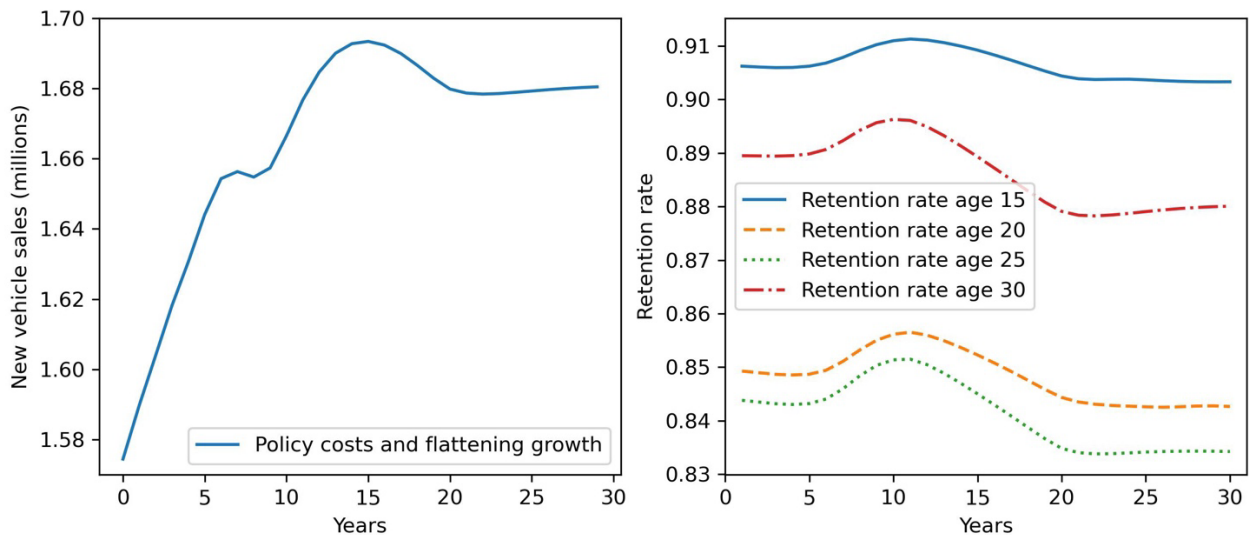 1.70
1.68
1.66
1.64
1.62
1.60
1.58
New vehicle sales (millions)
Policy costs and flattening growth
0 5 10 15 20 25 30
Years
0.91
0.90
0.89
0.88
0.87
0.86
0.85
0.84
0.83
Retention rate
Retention rate age 15
Retention rate age 20
Retention rate age 25
Retention rate age 30
0 5 10 15 20 25 30
Years